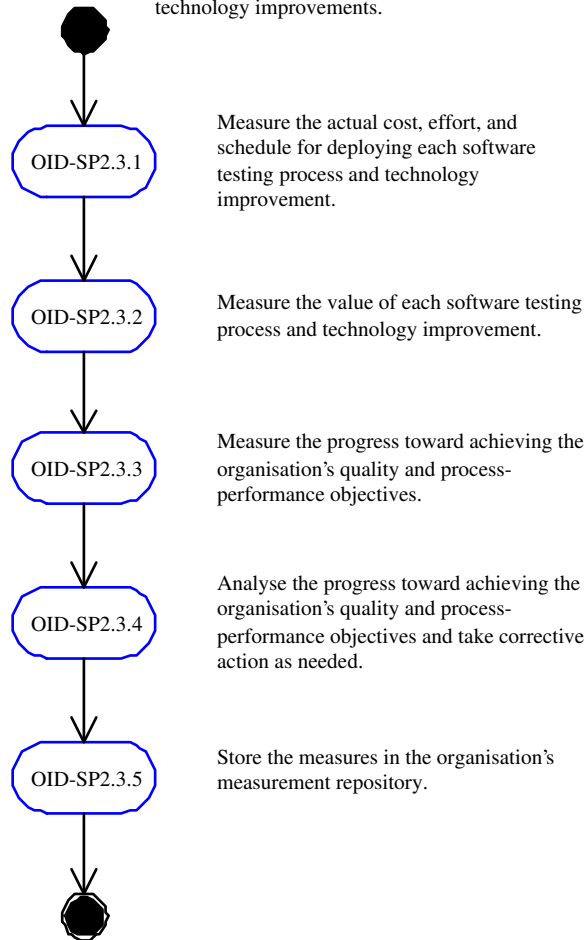 technology improvements.
OID-SP2.3.1
Measure the actual cost, effort, and
schedule for deploying each software
testing process and technology
improvement.
OID-SP2.3.2
Measure the value of each software testing
process and technology improvement.
OID-SP2.3.3
Measure the progress toward achieving the
organisation’s quality and process-
performance objectives.
OID-SP2.3.4
Analyse the progress toward achieving the
organisation’s quality and process-
performance objectives and take corrective
action as needed.
OID-SP2.3.5
Store the measures in the organisation’s
measurement repository.